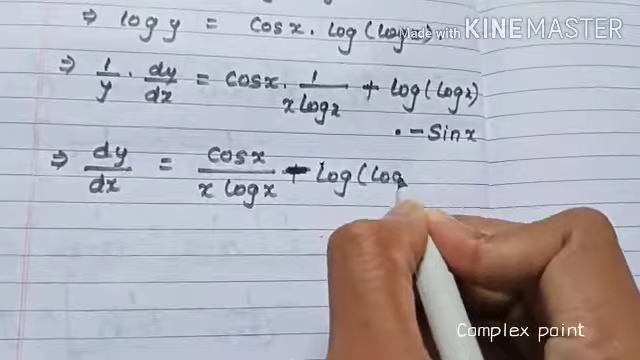 ⇒ log y = cos x . log (log x)
Made with KINEMASTER
⇒ 1/y . dy/dx = cos x . 1/(x log x) + log (log x)
. - sin x
⇒ dy/dx = cos x/(x log x) - log (log
Complex point